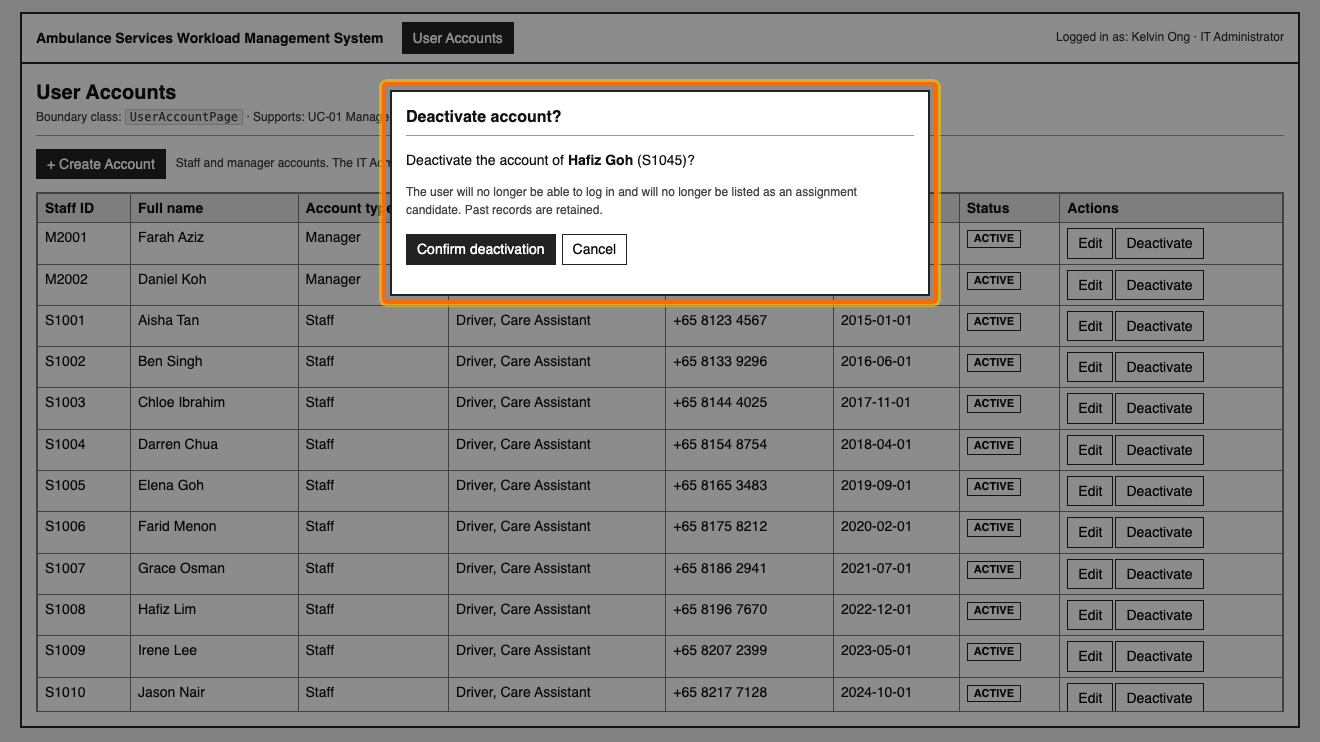 Ambulance Services Workload Management System User Accounts Logged in as: Kelvin Ong · IT Administrator
User Accounts
Boundary class: UserAccountPage · Supports: UC-01 Manage
+ Create Account Staff and manager accounts. The IT
Deactivate account?
Deactivate the account of Hafiz Goh (S1045)?
The user will no longer be able to log in and will no longer be listed as an assignment
candidate. Past records are retained.
Confirm deactivation Cancel
Staff ID Full name Account type Status Actions
M2001 Farah Aziz Manager ACTIVE Edit Deactivate
M2002 Daniel Koh Manager ACTIVE Edit Deactivate
S1001 Aisha Tan Staff Driver, Care Assistant +65 8123 4567 2015-01-01 ACTIVE Edit Deactivate
S1002 Ben Singh Staff Driver, Care Assistant +65 8133 9296 2016-06-01 ACTIVE Edit Deactivate
S1003 Chloe Ibrahim Staff Driver, Care Assistant +65 8144 4025 2017-11-01 ACTIVE Edit Deactivate
S1004 Darren Chua Staff Driver, Care Assistant +65 8154 8754 2018-04-01 ACTIVE Edit Deactivate
S1005 Elena Goh Staff Driver, Care Assistant +65 8165 3483 2019-09-01 ACTIVE Edit Deactivate
S1006 Farid Menon Staff Driver, Care Assistant +65 8175 8212 2020-02-01 ACTIVE Edit Deactivate
S1007 Grace Osman Staff Driver, Care Assistant +65 8186 2941 2021-07-01 ACTIVE Edit Deactivate
S1008 Hafiz Lim Staff Driver, Care Assistant +65 8196 7670 2022-12-01 ACTIVE Edit Deactivate
S1009 Irene Lee Staff Driver, Care Assistant +65 8207 2399 2023-05-01 ACTIVE Edit Deactivate
S1010 Jason Nair Staff Driver, Care Assistant +65 8217 7128 2024-10-01 ACTIVE Edit Deactivate